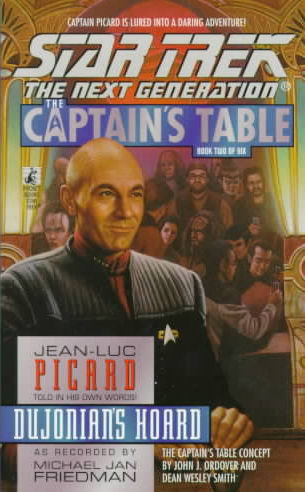 CAPTAIN PICARD IS LURED INTO A DARING ADVENTURE!
STAR TREK
THE NEXT GENERATION®
THE
CAPTAIN'S TABLE
BOOK TWO OF SIX
JEAN-LUC
PICARD
TOLD IN HIS OWN WORDS!
DUJONIAN'S HOARD
AS RECORDED BY
MICHAEL JAN
FRIEDMAN
THE CAPTAIN'S TABLE CONCEPT
BY JOHN J. ORDOVER AND
DEAN WESLEY SMITH